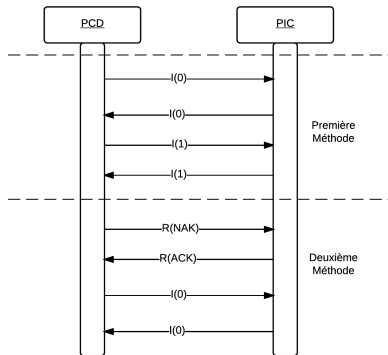 PCD
PIC
I(0)
I(0)
I(1)
I(1)
Première
Méthode
R(NAK)
R(ACK)
I(0)
I(0)
Deuxième
Méthode